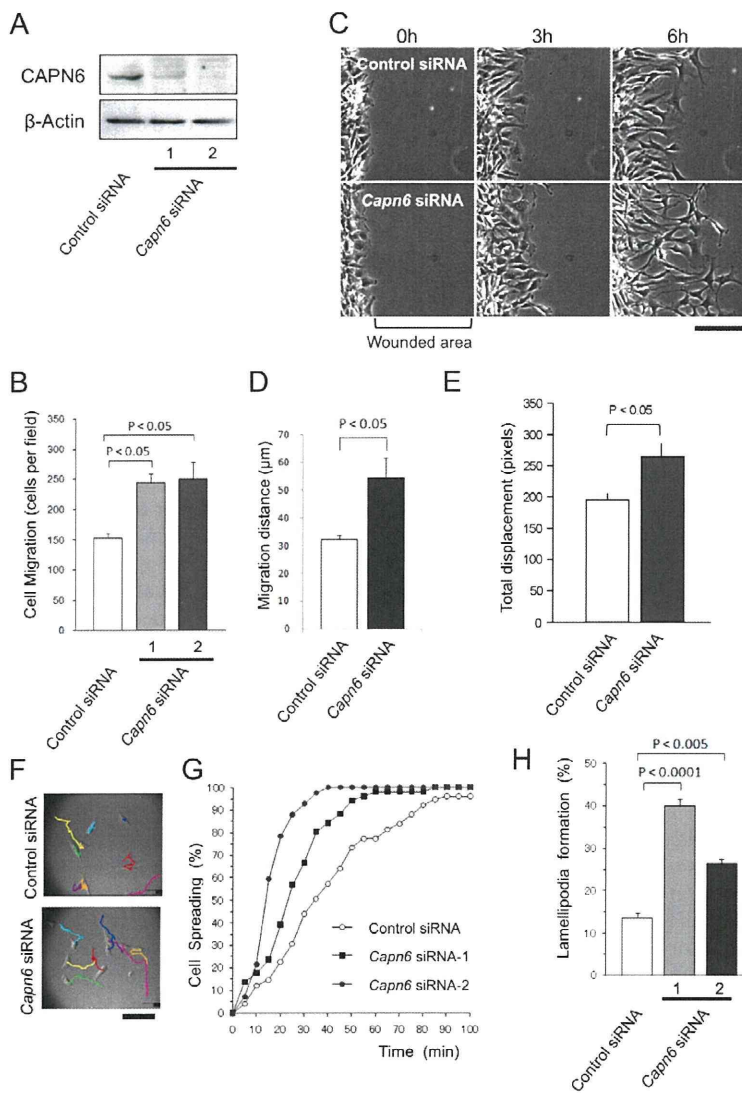 A
CAPN6
β-Actin
1 2
Control siRNA
Capn6 siRNA
C
0h 3h 6h
Control siRNA
Capn6 siRNA
Wounded area
B
Cell Migration (cells per field)
350
300
250
200
150
100
50
0
P < 0.05
P < 0.05
1 2
Control siRNA
Capn6 siRNA
D
Migration distance (μm)
70
60
50
40
30
20
10
0
P < 0.05
Control siRNA
Capn6 siRNA
E
Total displacement (pixels)
350
300
250
200
150
100
50
0
P < 0.05
Control siRNA
Capn6 siRNA
F
Control siRNA
Capn6 siRNA
G
Cell Spreading (%)
100
90
80
70
60
50
40
30
20
10
0
Control siRNA
Capn6 siRNA-1
Capn6 siRNA-2
0 10 20 30 40 50 60 70 80 90 100
Time (min)
H
Lamellipodia formation (%)
50
40
30
20
10
0
P < 0.005
P < 0.0001
1 2
Control siRNA
Capn6 siRNA